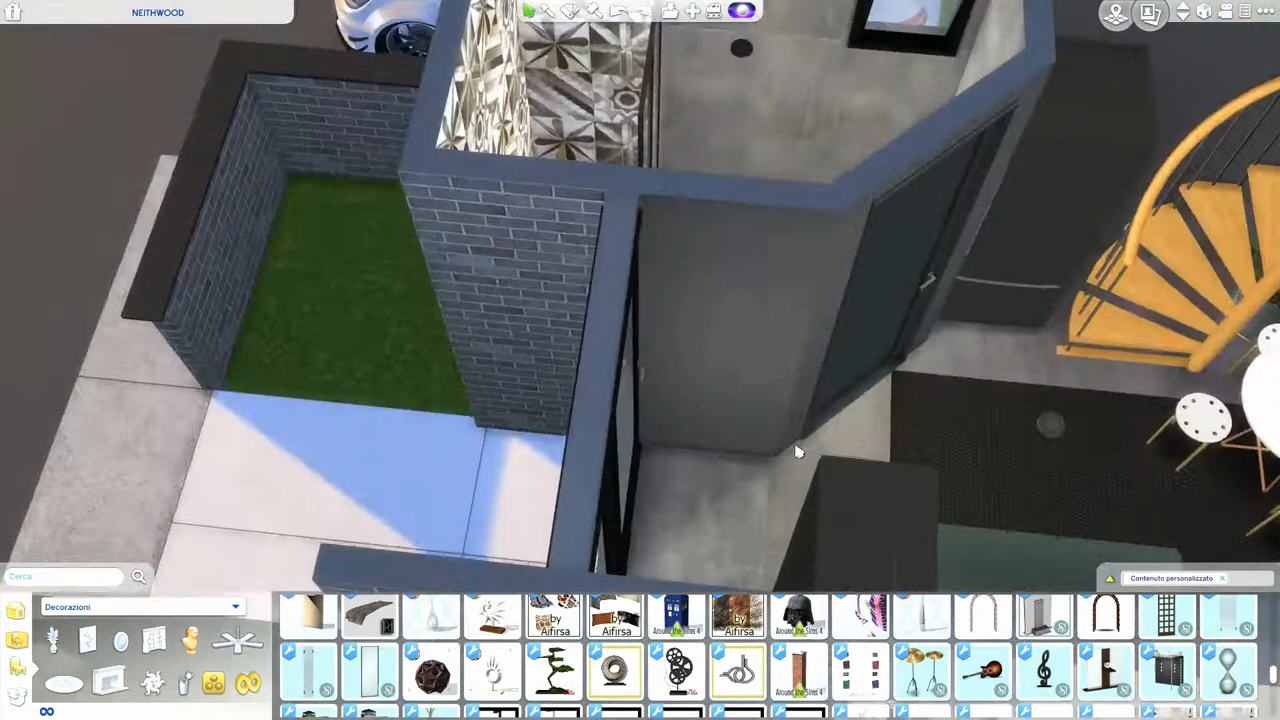 NEITHWOOD
Cerca
Contenuto personalizzato
Decorazioni
by Aifirsa
by Aifirsa
Around the Sims 4
by Aifirsa
Around the Sims 4
Around the Sims 4